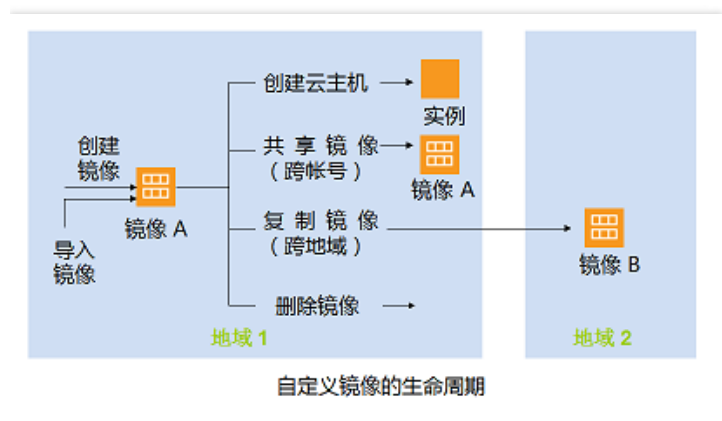 创建云主机
实例
创建
镜像
共享镜像
（跨帐号）
镜像 A
镜像 A
导入
镜像
复制镜像
（跨地域）
镜像 B
删除镜像
地域 1
地域 2
自定义镜像的生命周期